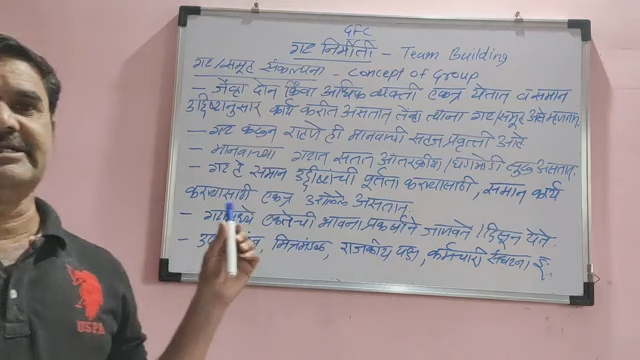 GFC
गट निर्मिती - Team Building
गट/समूह संकल्पना - concept of Group
- जेव्हा दोन किंवा अधिक व्यक्ती एकत्र येतात व समान
उद्दिष्टानुसार कार्य करीत असतात तेव्हा त्याना गट/समूह असे म्हणतात.
- गट करून राहणे ही मानवाची सहज प्रवृत्ती आहे
- मानवाच्या गटात सतत आंतरक्रीया / घडामोडी सुरू असतात.
- गट हे समान उद्दीष्टांची पूर्तता करण्यासाठी, समान कार्य
करण्यासाठी एकत्र आलेले असतात
- एकतेची भावना प्रकर्षाने जाणवते / दिसून येते
- मित्रमंडळ, राजकीय पक्ष, कर्मचारी संघटना इ.
USPA